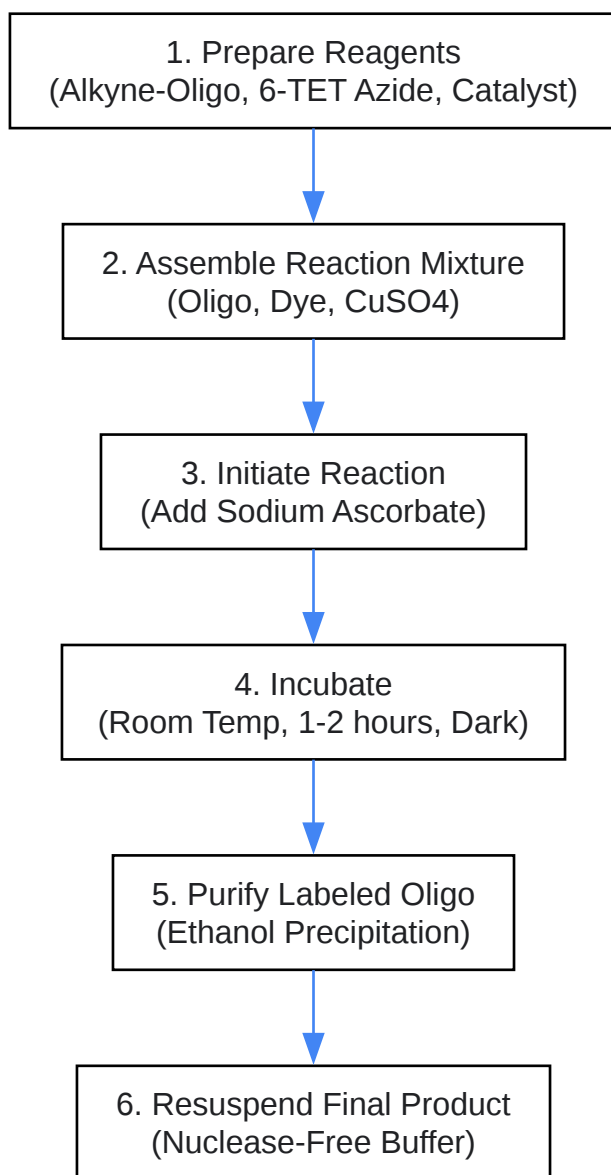 1. Prepare Reagents
(Alkyne-Oligo, 6-TET Azide, Catalyst)
2. Assemble Reaction Mixture
(Oligo, Dye, CuSO4)
3. Initiate Reaction
(Add Sodium Ascorbate)
4. Incubate
(Room Temp, 1-2 hours, Dark)
5. Purify Labeled Oligo
(Ethanol Precipitation)
6. Resuspend Final Product
(Nuclease-Free Buffer)